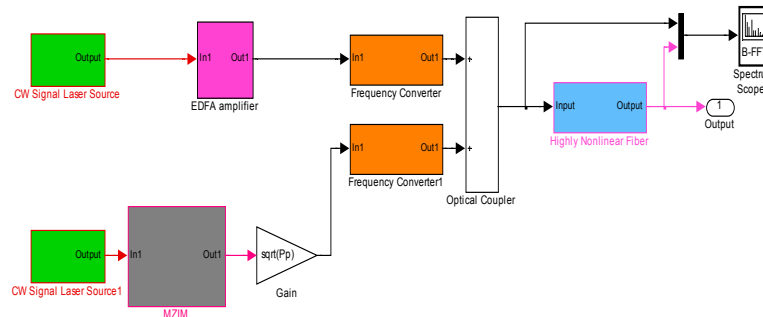 Output
CW Signal Laser Source
In1
Out1
EDFA amplifier
In1
Out1
Frequency Converter
+
+
Optical Coupler
Input
Output
Highly Nonlinear Fiber
B-FFT
Spectrum
Scope
1
Output
In1
Out1
Frequency Converter1
Output
CW Signal Laser Source1
In1
Out1
MZIM
sqrt(Pp)
Gain